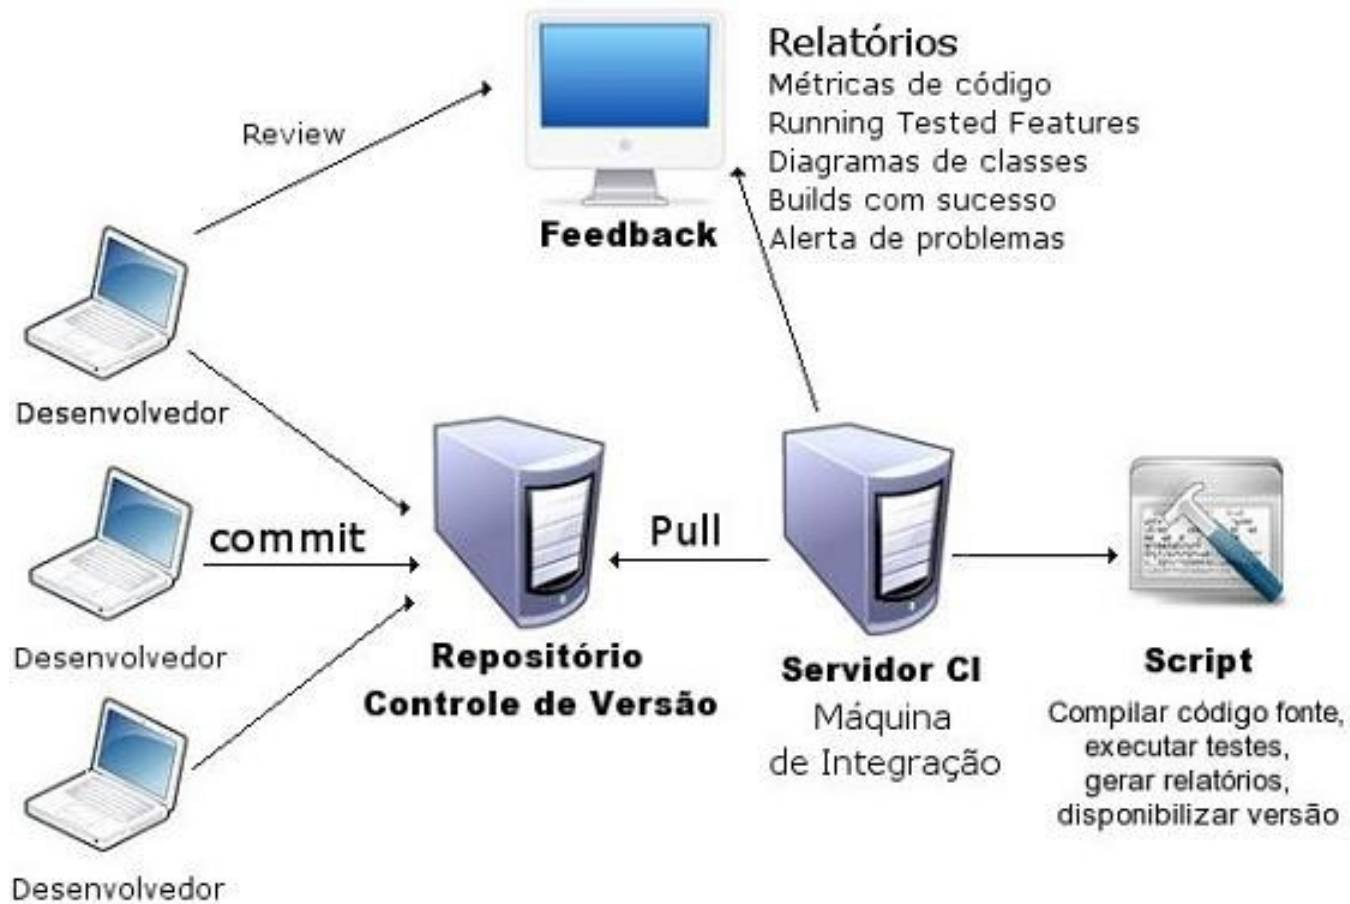 Relatórios
Métricas de código
Running Tested Features
Diagramas de classes
Builds com sucesso
Alerta de problemas
Review
Feedback
Desenvolvedor
commit
Pull
Desenvolvedor
Repositório
Controle de Versão
Servidor CI
Máquina
de Integração
Script
Compilar código fonte,
executar testes,
gerar relatórios,
disponibilizar versão
Desenvolvedor